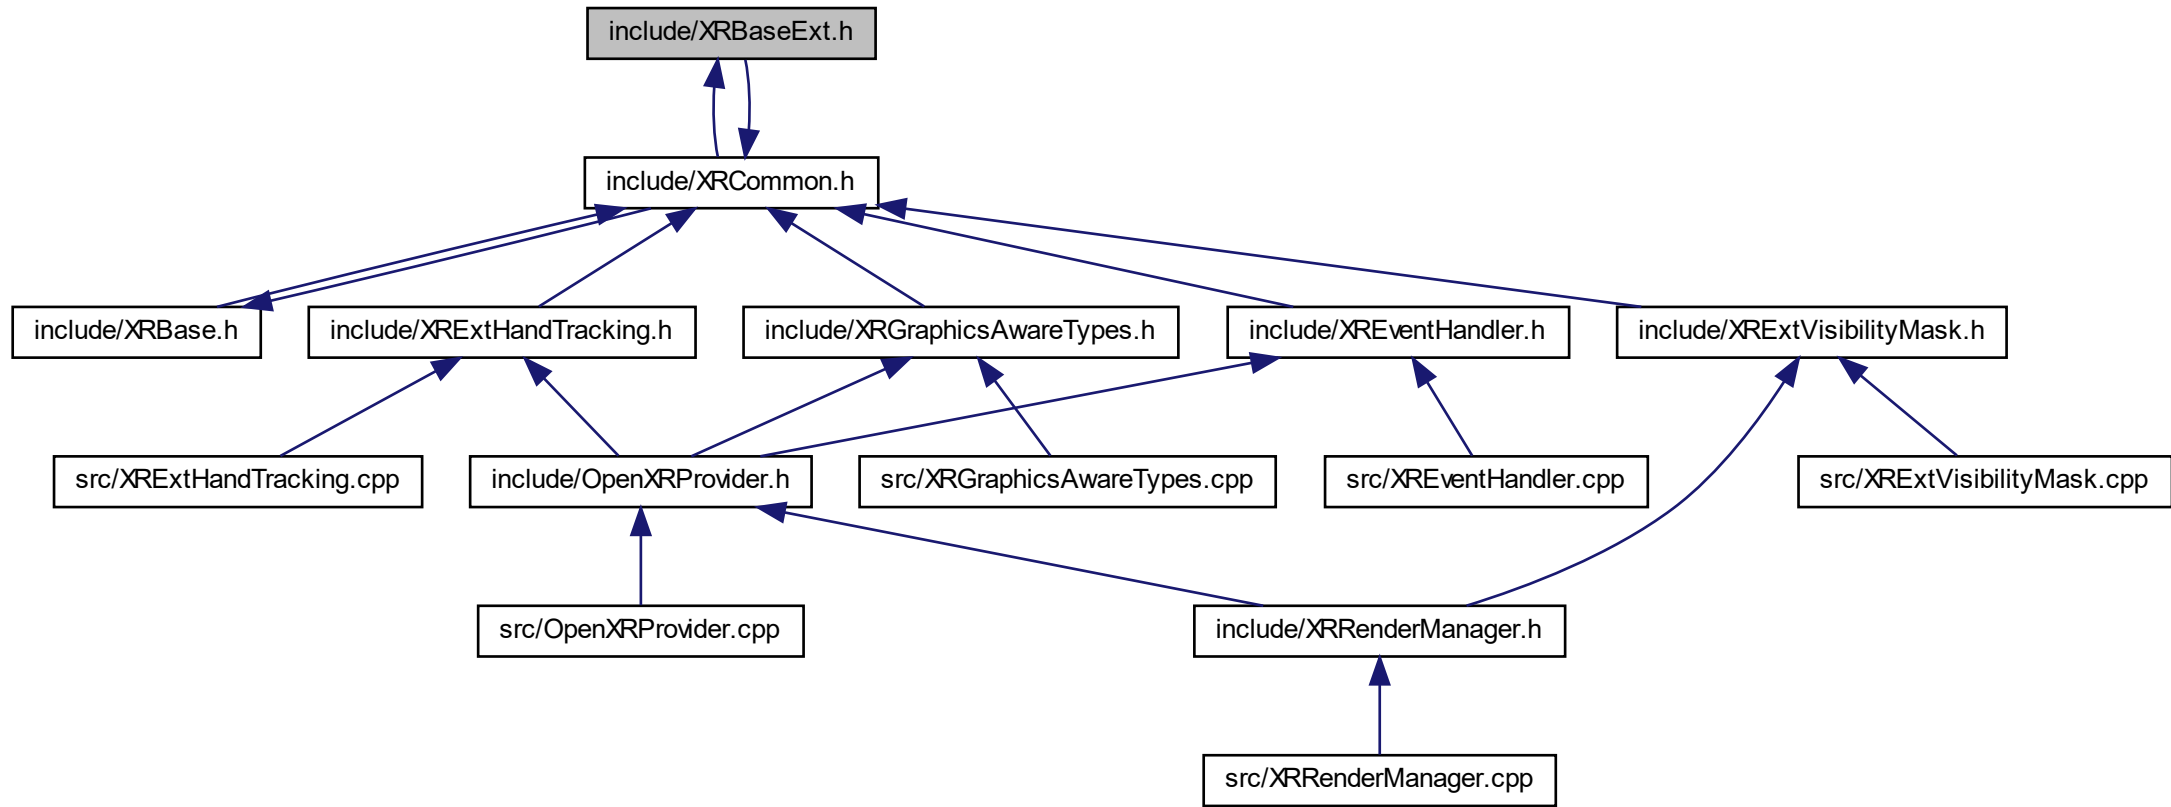 include/XRBaseExt.h
include/XRCommon.h
include/XRBase.h
include/XRExtHandTracking.h
include/XRGraphicsAwareTypes.h
include/XREventHandler.h
include/XRExtVisibilityMask.h
src/XRExtHandTracking.cpp
include/OpenXRProvider.h
src/XRGraphicsAwareTypes.cpp
src/XREventHandler.cpp
src/XRExtVisibilityMask.cpp
src/OpenXRProvider.cpp
include/XRRenderManager.h
src/XRRenderManager.cpp